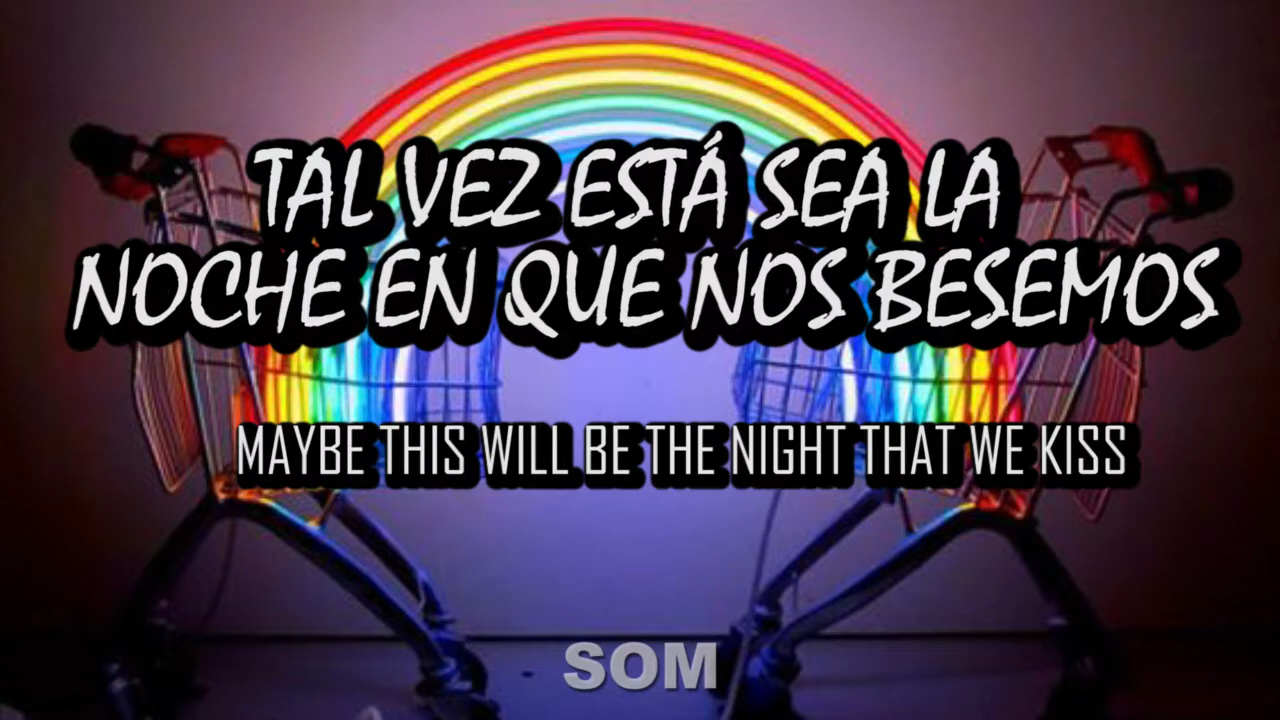 TAL VEZ ESTÁ SEA LA
NOCHE EN QUE NOS BESEMOS
MAYBE THIS WILL BE THE NIGHT THAT WE KISS
SOM